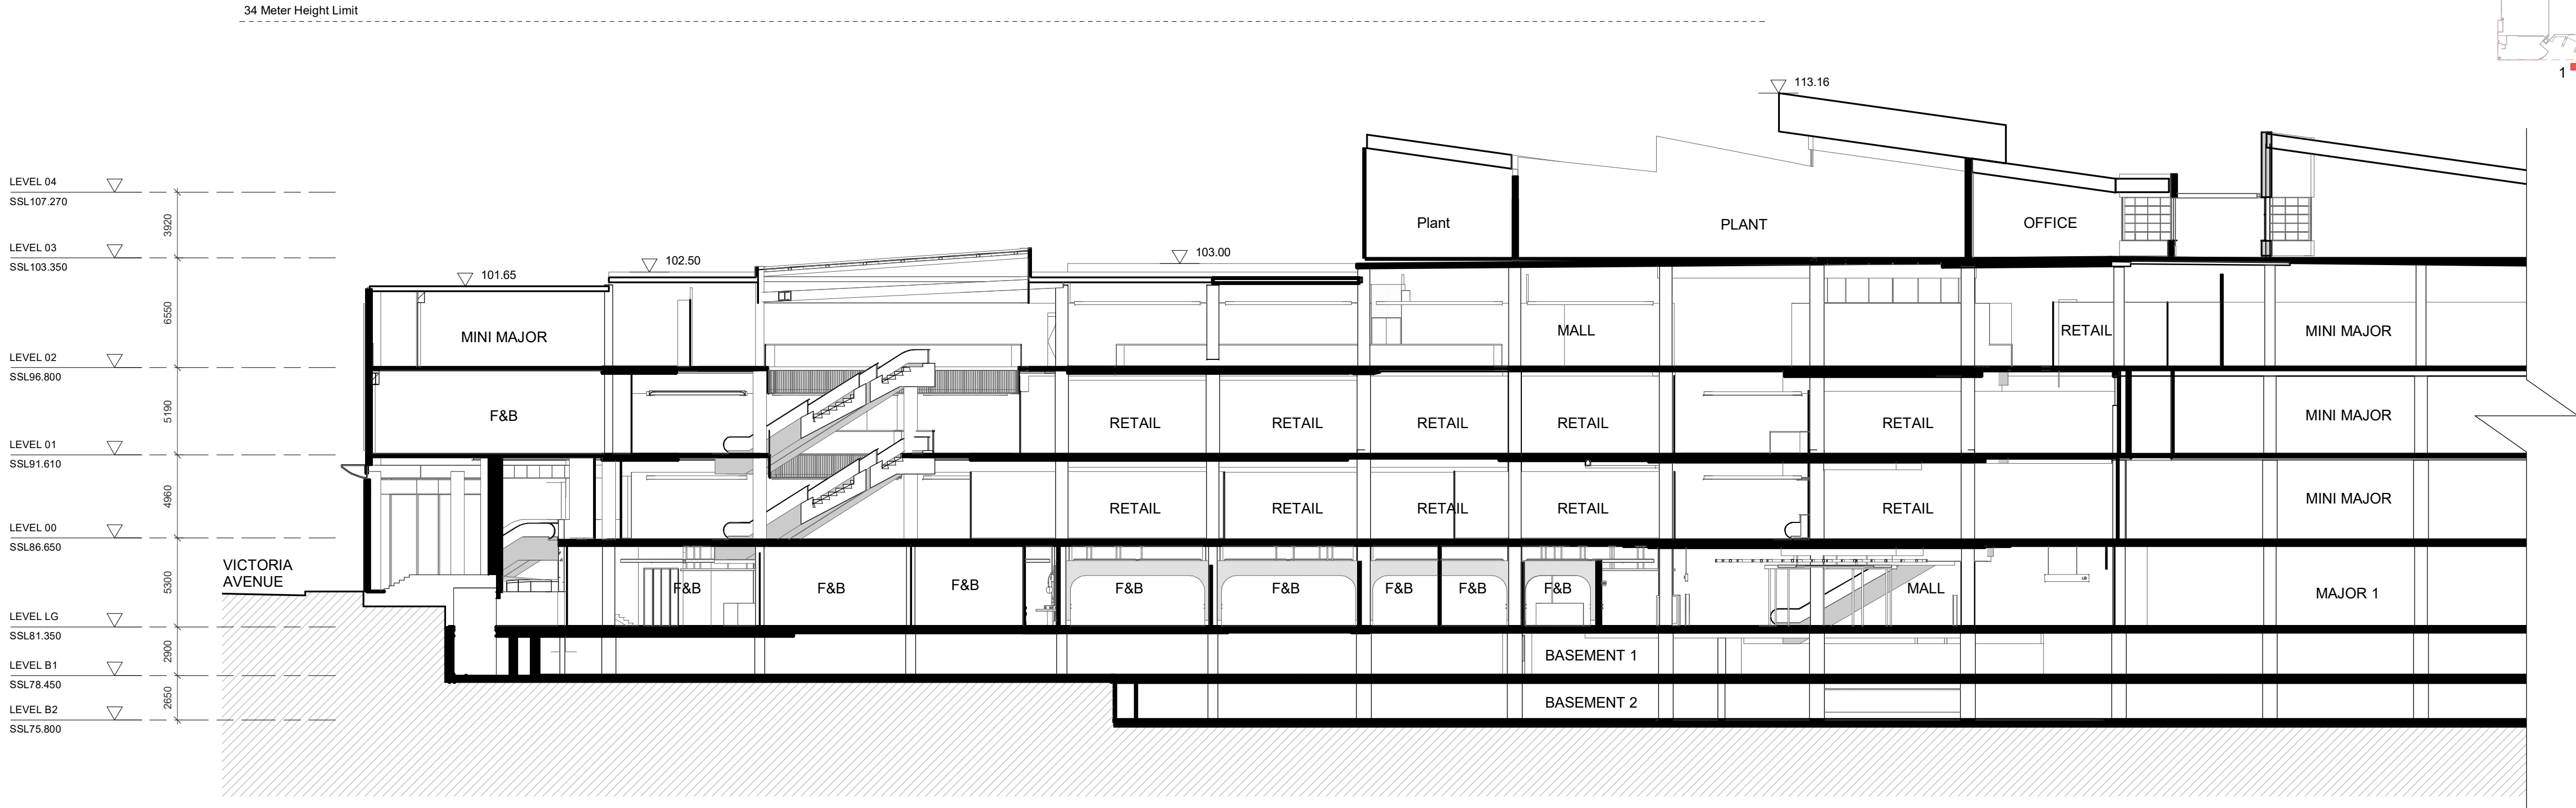 34 Meter Height Limit
1
113.16
LEVEL 04
SSL107.270
3920
Plant
PLANT
OFFICE
LEVEL 03
SSL103.350
101.65
102.50
103.00
6550
MINI MAJOR
MALL
RETAIL
MINI MAJOR
LEVEL 02
SSL96.800
5190
F&B
RETAIL
RETAIL
RETAIL
RETAIL
RETAIL
MINI MAJOR
LEVEL 01
SSL91.610
4960
RETAIL
RETAIL
RETAIL
RETAIL
RETAIL
MINI MAJOR
LEVEL 00
SSL86.650
VICTORIA
AVENUE
5300
F&B
F&B
F&B
F&B
F&B
F&B
F&B
F&B
MALL
MAJOR 1
LEVEL LG
SSL81.350
2900
BASEMENT 1
LEVEL B1
SSL78.450
2650
BASEMENT 2
LEVEL B2
SSL75.800